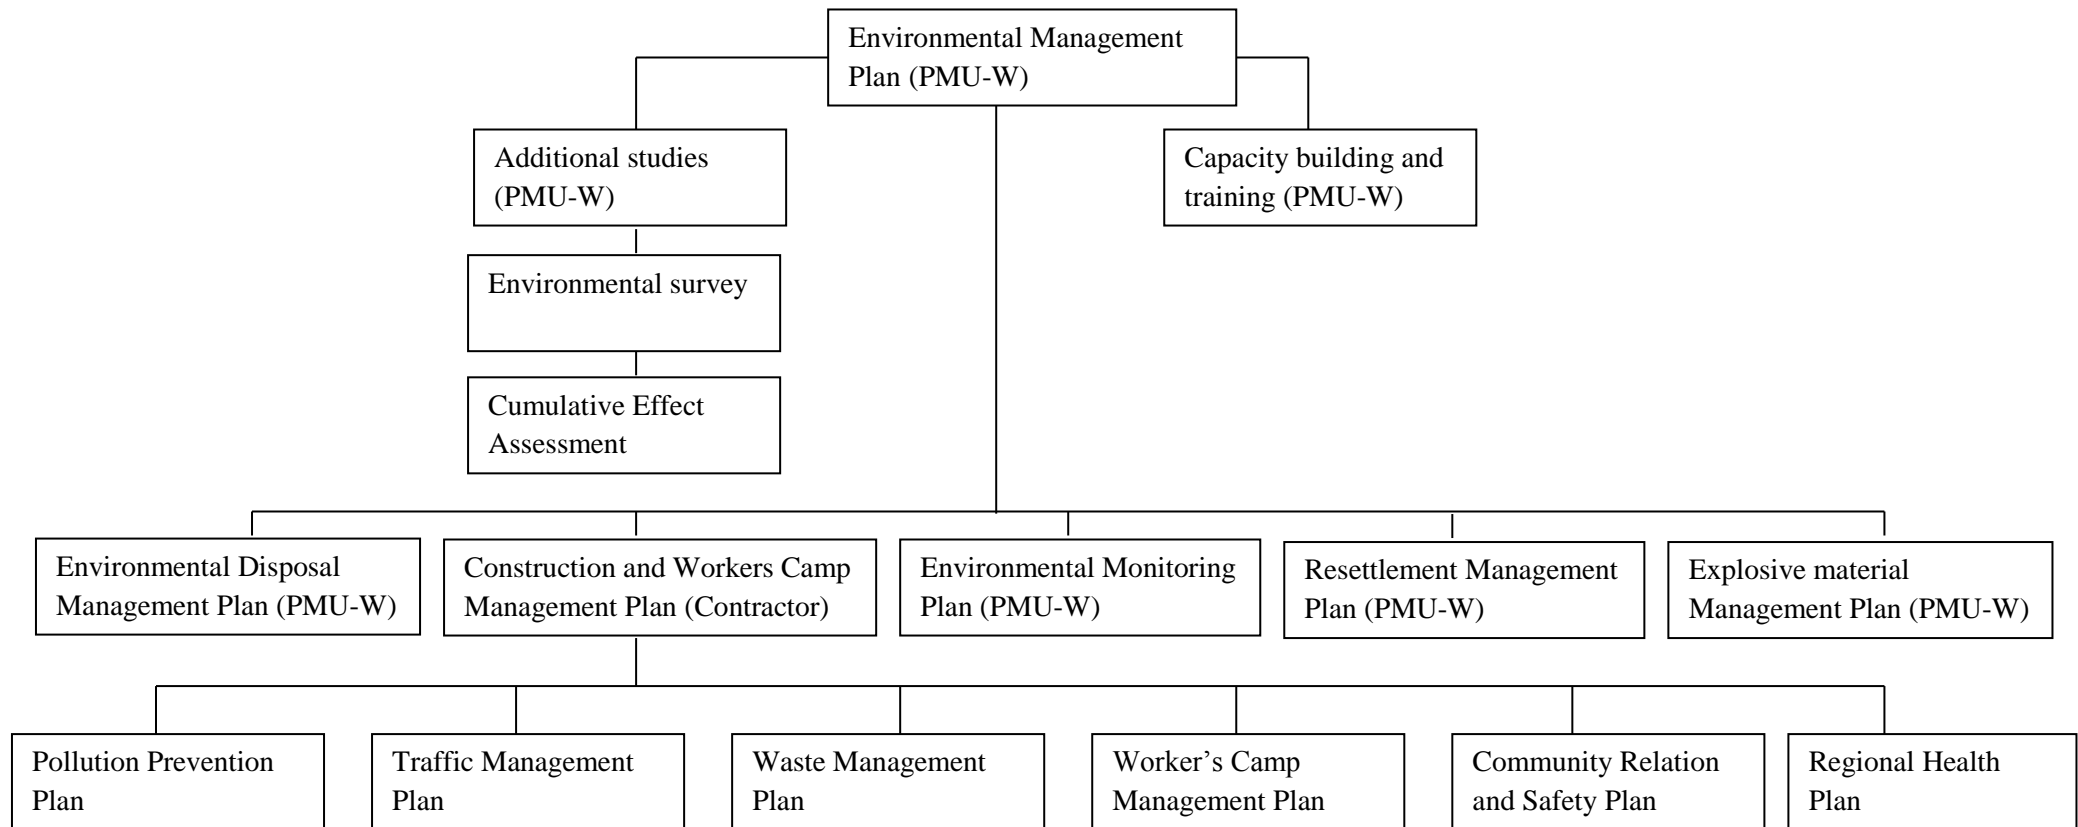 Environmental Management
Plan (PMU-W)
Additional studies
(PMU-W)
Capacity building and
training (PMU-W)
Environmental survey
Cumulative Effect
Assessment
Environmental Disposal
Management Plan (PMU-W)
Construction and Workers Camp
Management Plan (Contractor)
Environmental Monitoring
Plan (PMU-W)
Resettlement Management
Plan (PMU-W)
Explosive material
Management Plan (PMU-W)
Pollution Prevention
Plan
Traffic Management
Plan
Waste Management
Plan
Worker’s Camp
Management Plan
Community Relation
and Safety Plan
Regional Health
Plan